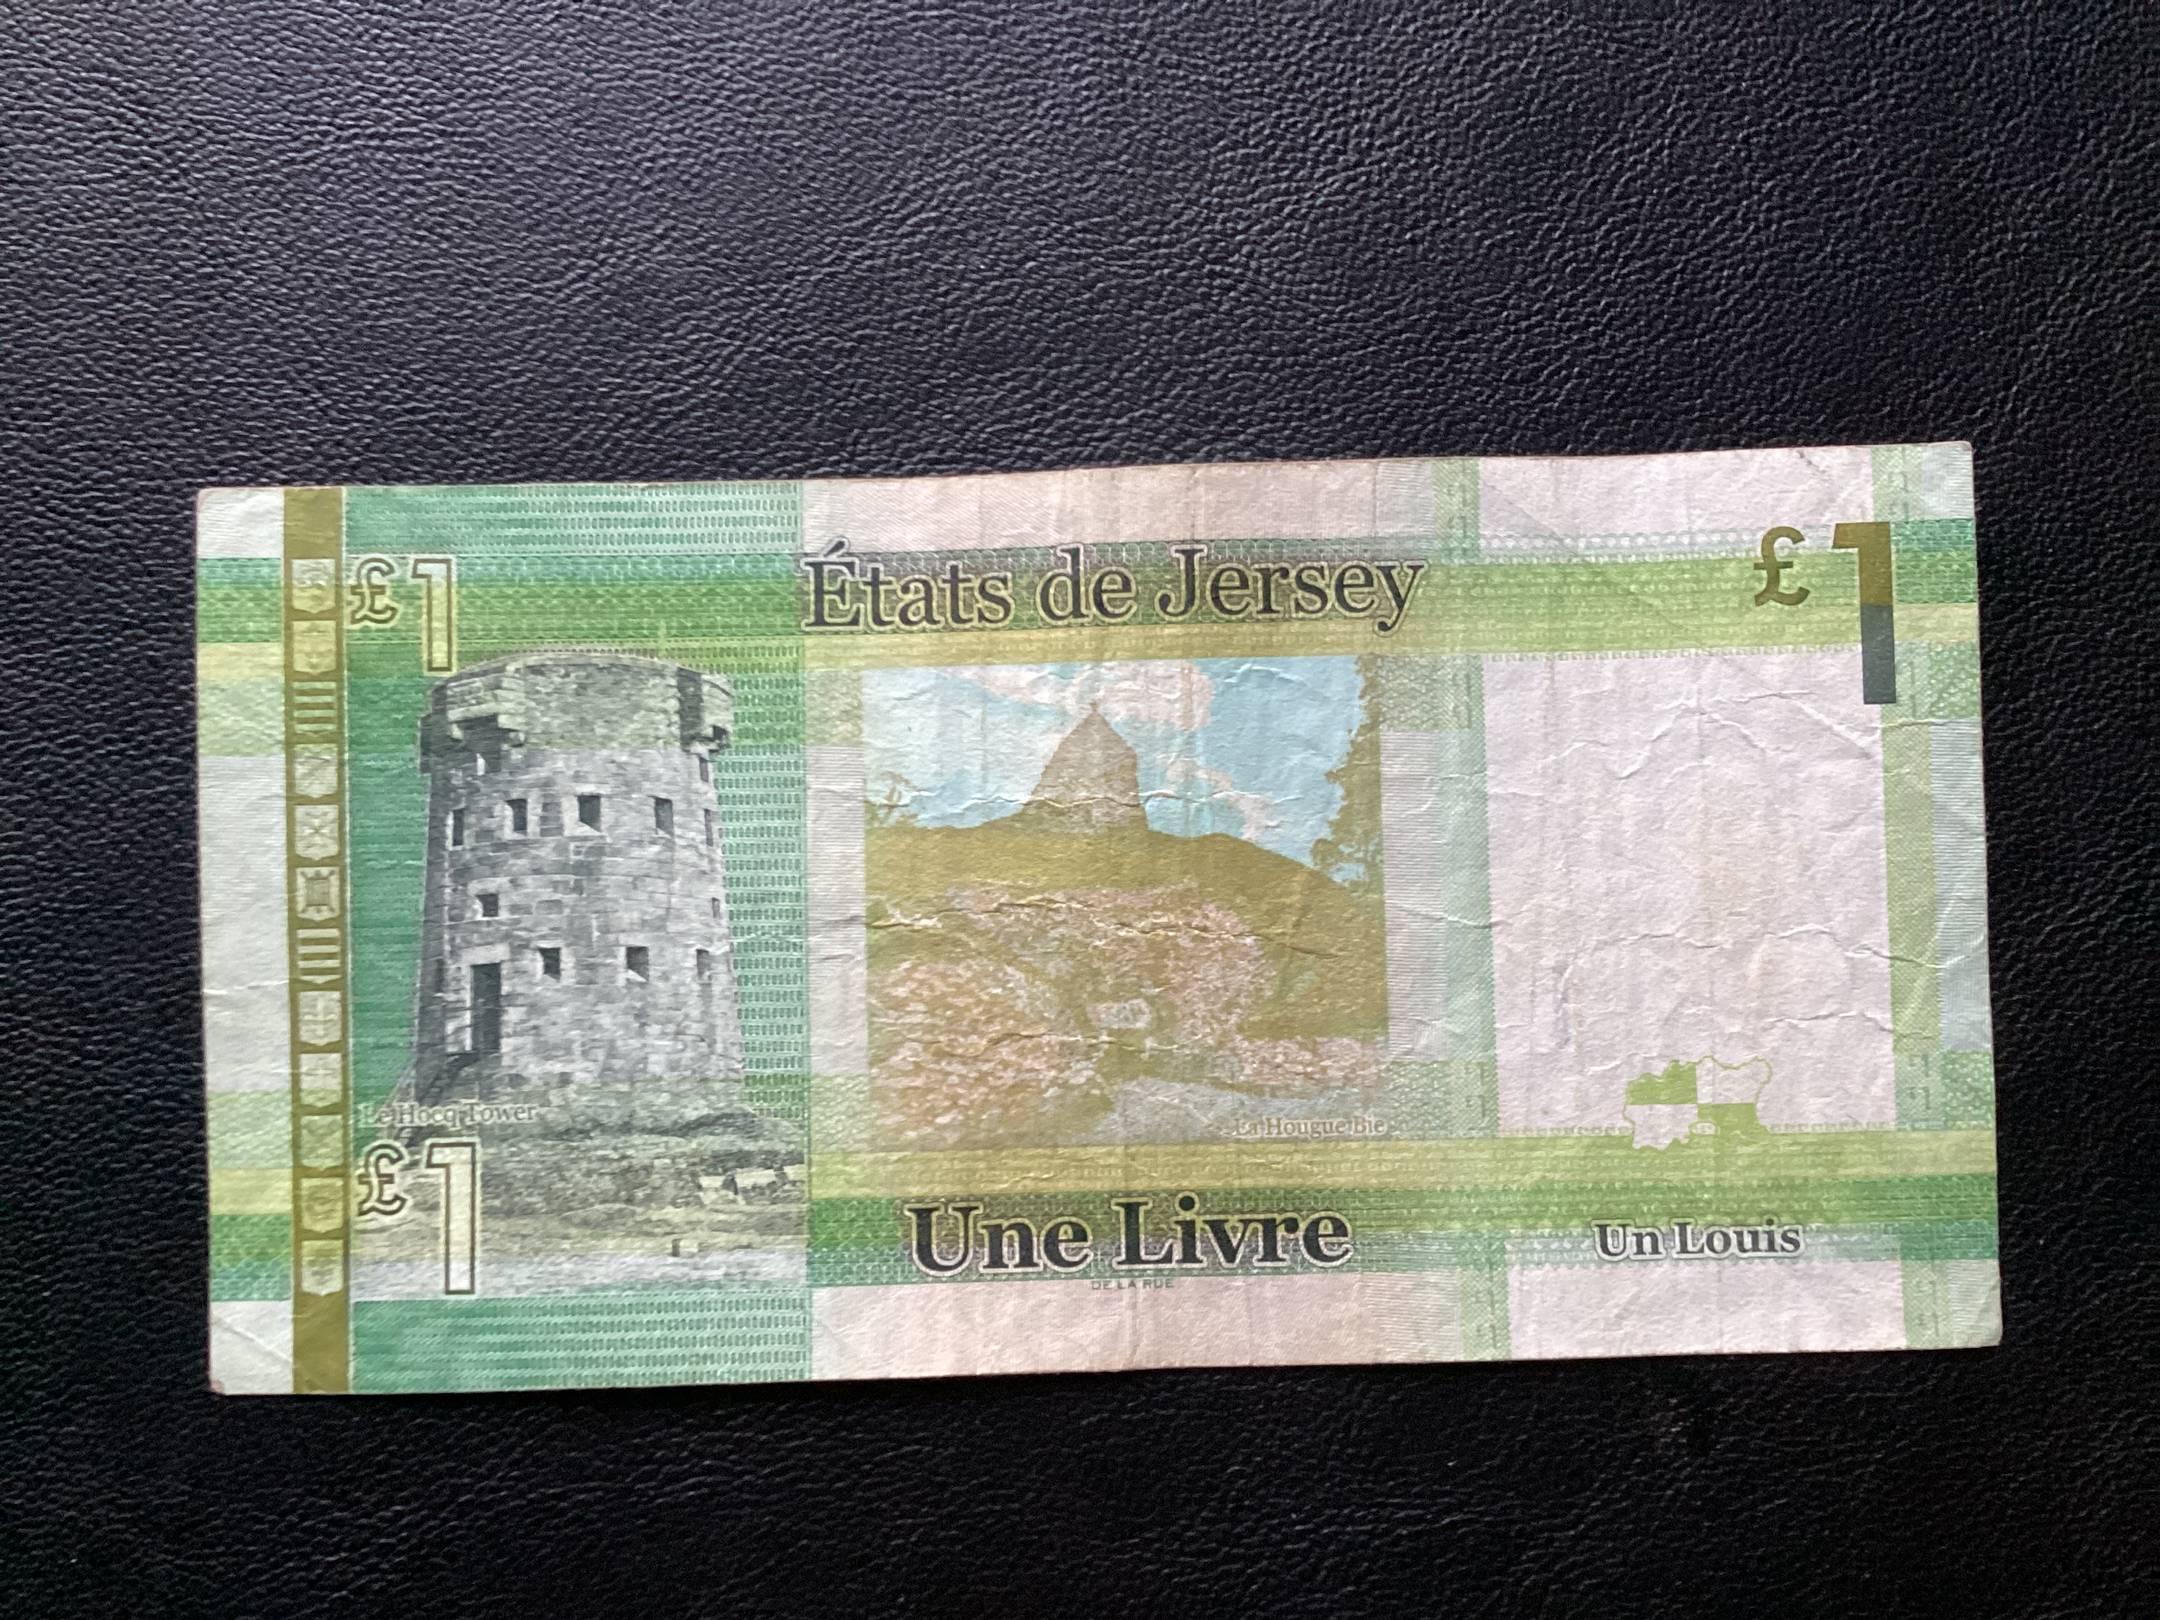 £1
États de Jersey
£1
Le Hocq Tower
La Hougue Bie
£1
Une Livre
Un Louis
DE LA RUE